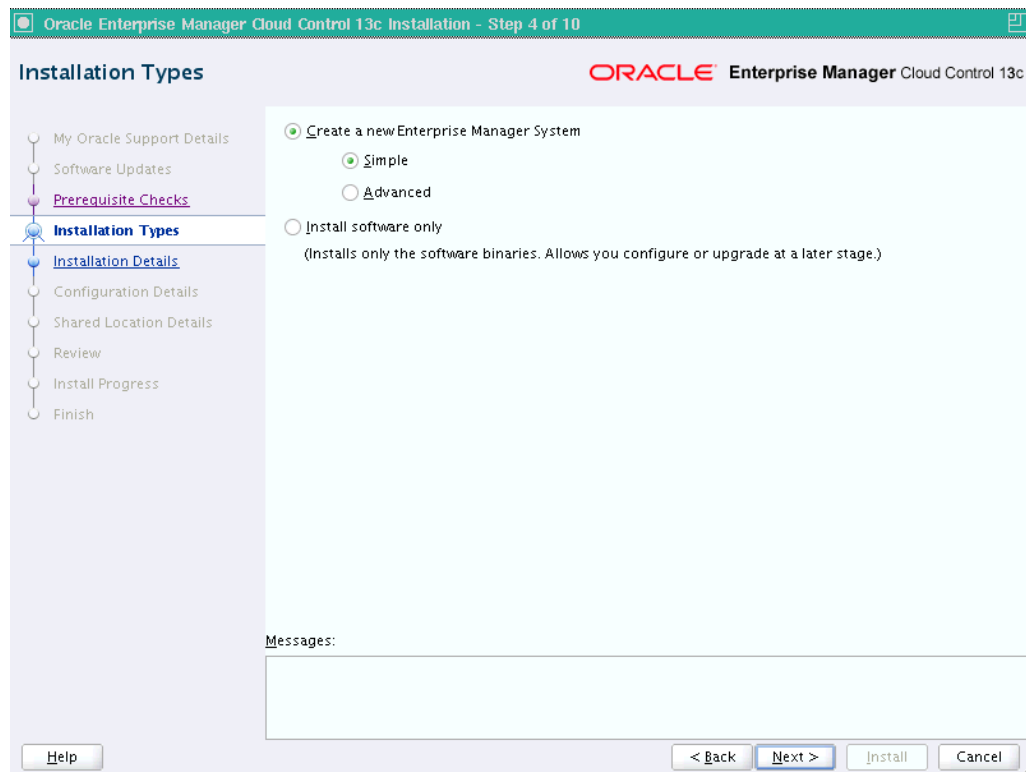 Oracle Enterprise Manager Cloud Control 13c Installation - Step 4 of 10
Installation Types
ORACLE Enterprise Manager Cloud Control 13c
My Oracle Support Details
Software Updates
Prerequisite Checks
Installation Types
Installation Details
Configuration Details
Shared Location Details
Review
Install Progress
Finish
Create a new Enterprise Manager System
Simple
Advanced
Install software only
(Installs only the software binaries. Allows you configure or upgrade at a later stage.)
Messages:
Help
< Back
Next >
Install
Cancel